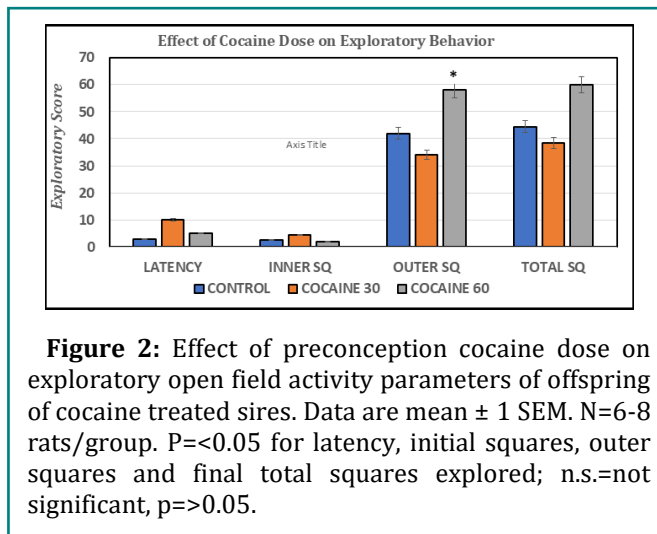 Effect of Cocaine Dose on Exploratory Behavior
70
60
50
40
30
20
10
0
Exploratory Score
Axis Title
*
LATENCY INNER SQ OUTER SQ TOTAL SQ
CONTROL COCAINE 30 COCAINE 60
Figure 2: Effect of preconception cocaine dose on
exploratory open field activity parameters of offspring
of cocaine treated sires. Data are mean ± 1 SEM. N=6-8
rats/group. P=<0.05 for latency, initial squares, outer
squares and final total squares explored; n.s.=not
significant, p=>0.05.